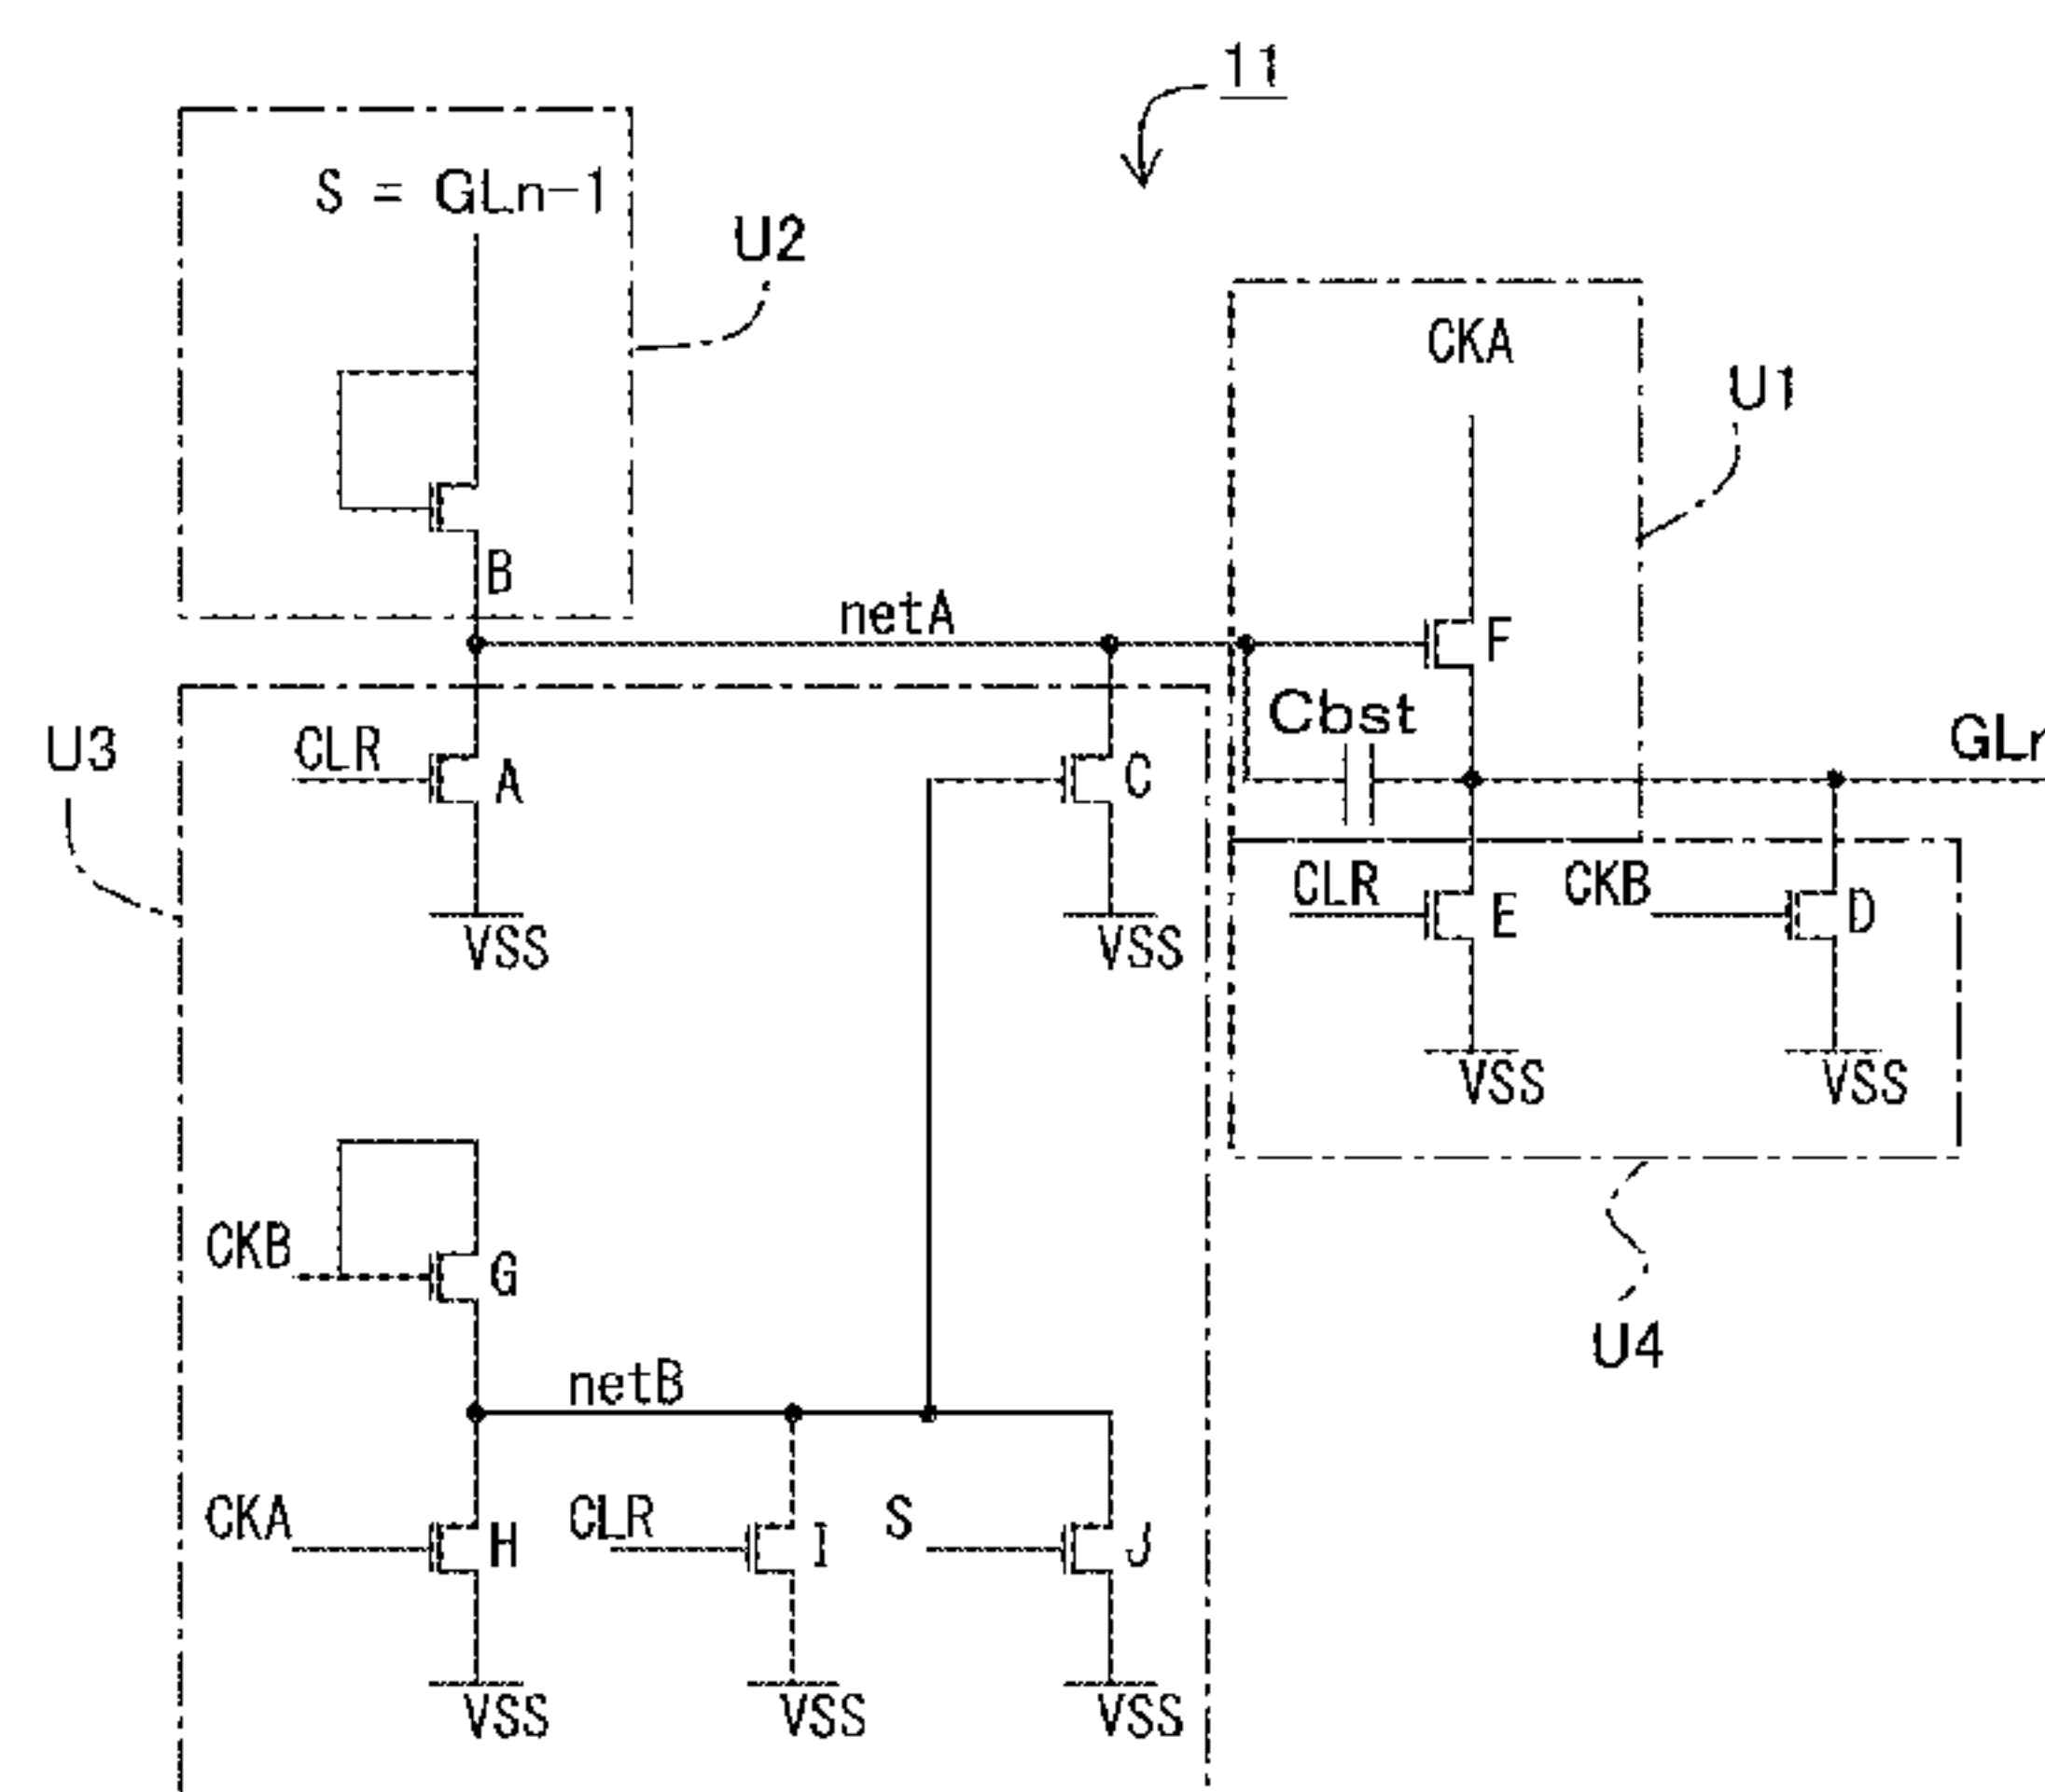 11
S = GLn-1
U2
CKA
U1
B
netA
F
Cbst
GLn
U3
CLR
A
C
CLR
E
CKB
D
VSS
VSS
VSS
VSS
CKB
G
U4
netB
CKA
H
CLR
I
S
J
VSS
VSS
VSS